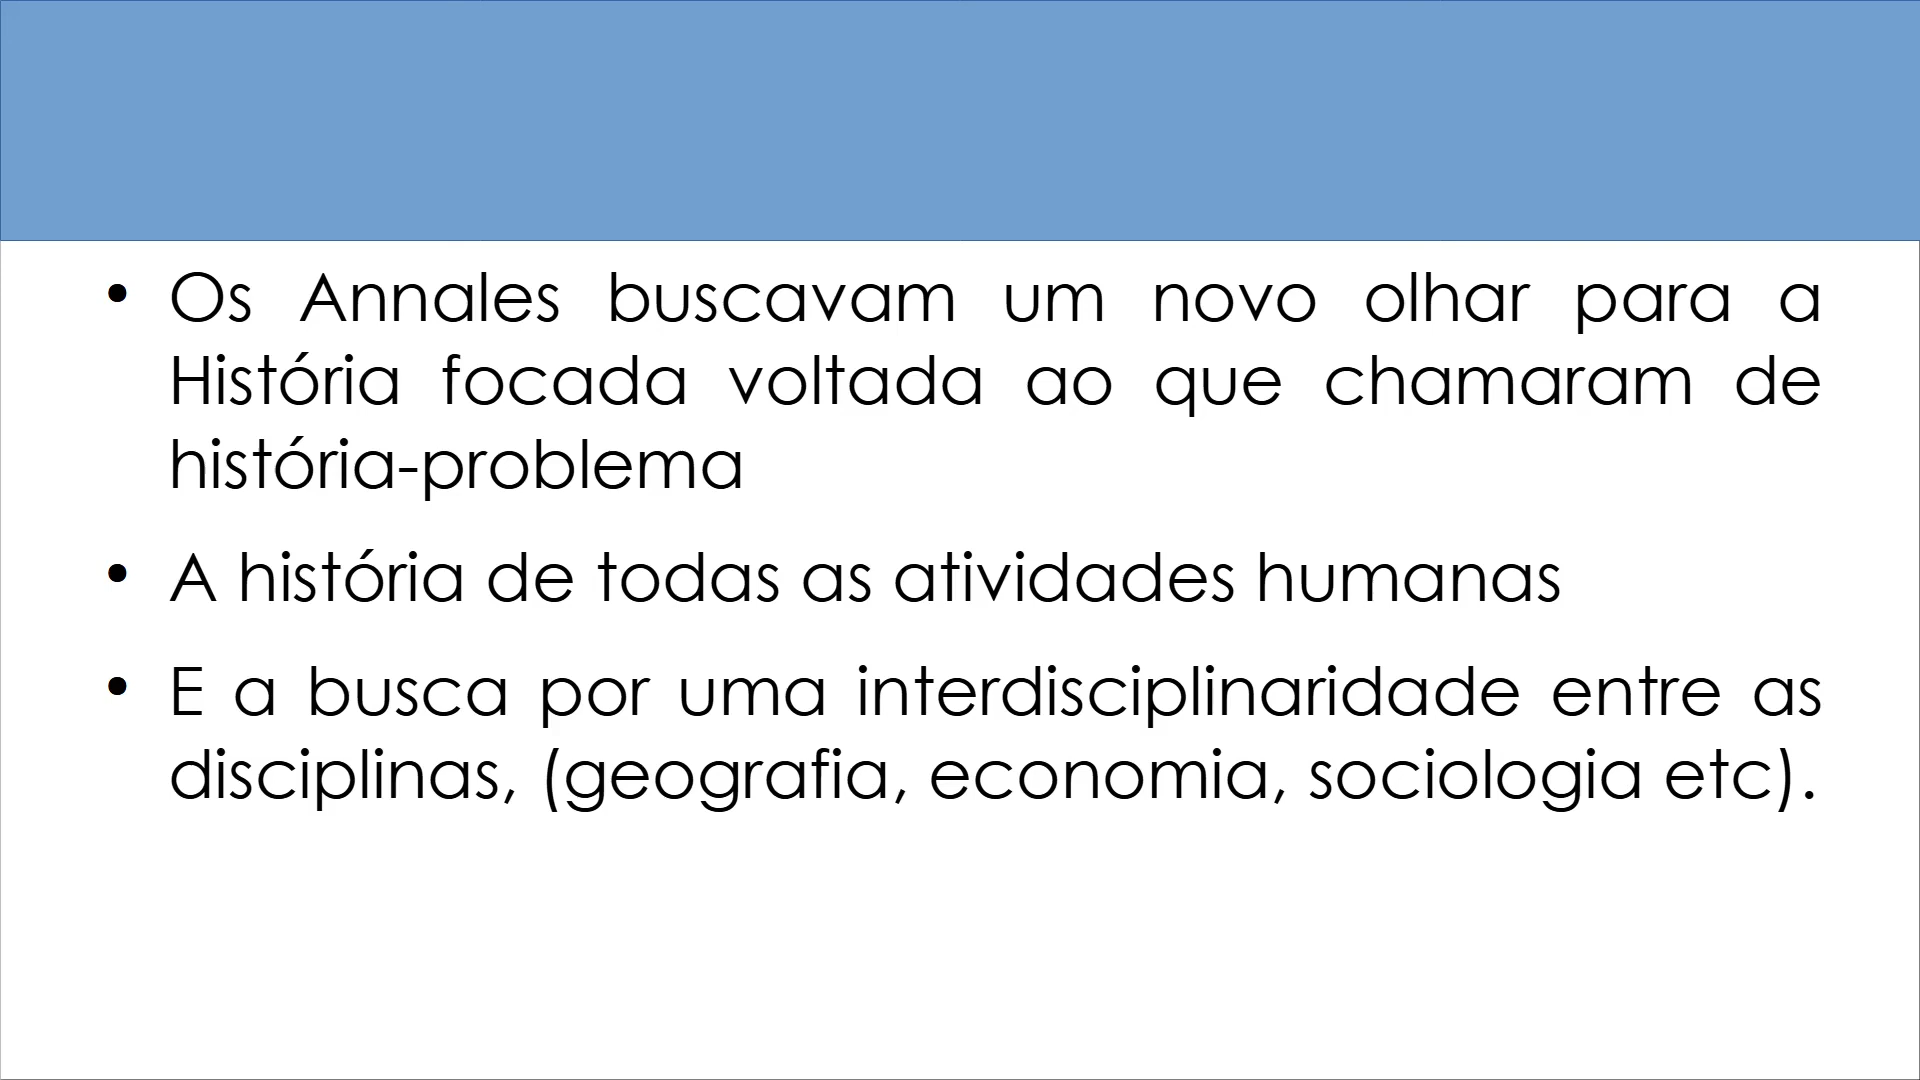 • Os Annales buscavam um novo olhar para a
História focada voltada ao que chamaram de
história-problema
• A história de todas as atividades humanas
• E a busca por uma interdisciplinaridade entre as
disciplinas, (geografia, economia, sociologia etc).